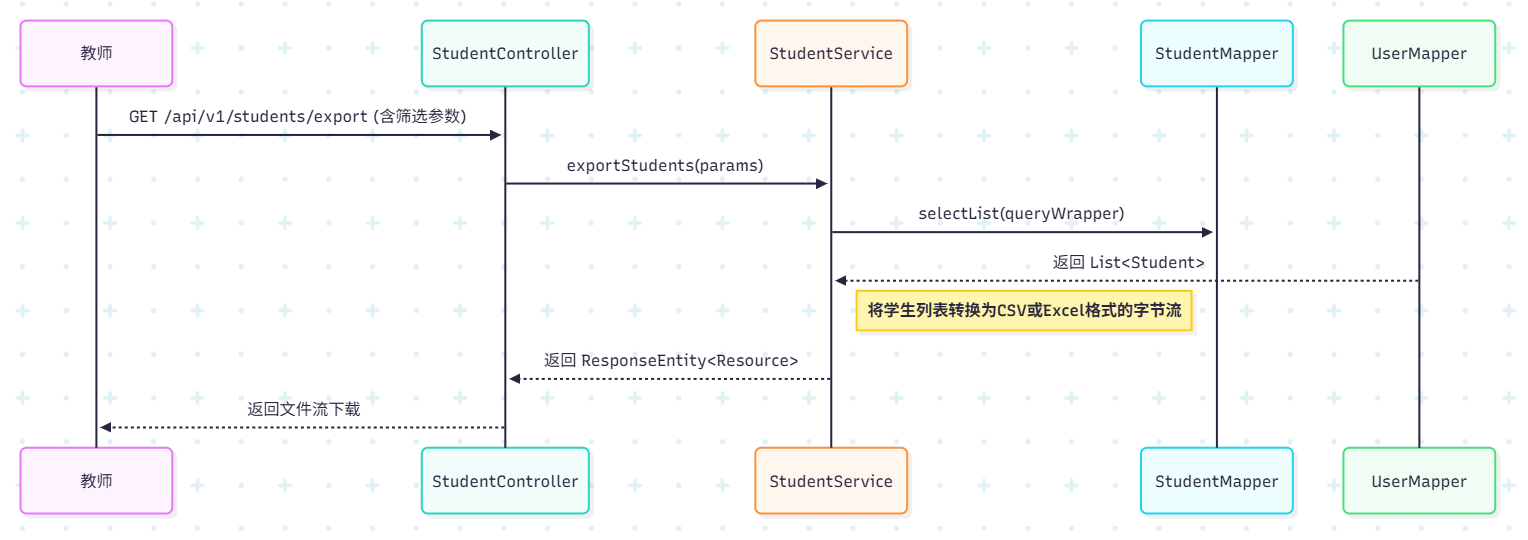 教师
StudentController
StudentService
StudentMapper
UserMapper
GET /api/v1/students/export (含筛选参数)
exportStudents(params)
selectList(queryWrapper)
返回 List<Student>
将学生列表转换为CSV或Excel格式的字节流
返回 ResponseEntity<Resource>
返回文件流下载
教师
StudentController
StudentService
StudentMapper
UserMapper